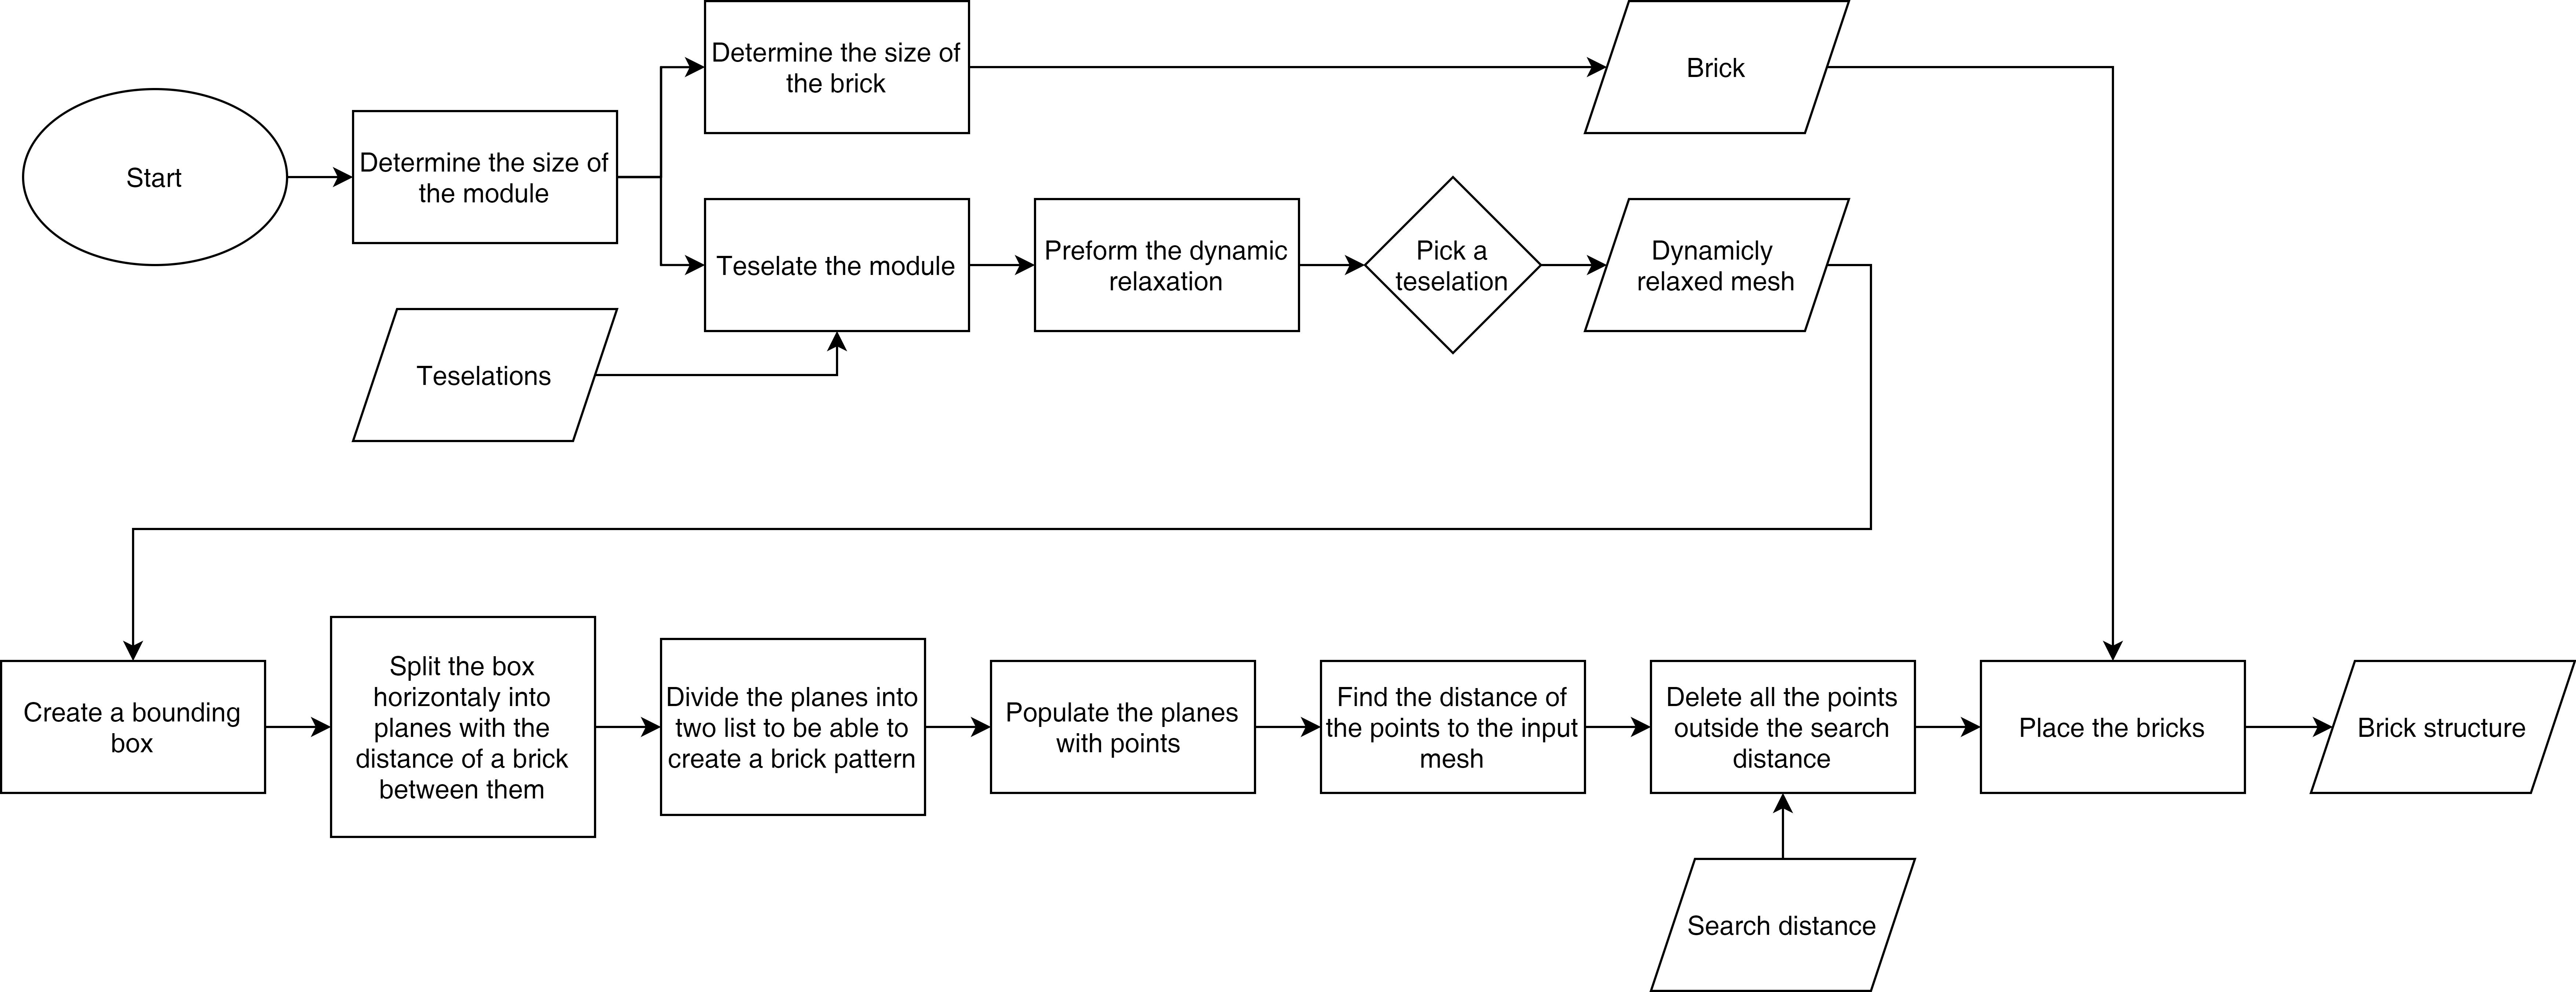 Start
Determine the size of
the module
Determine the size of
the brick
Brick
Teselate the module
Preform the dynamic
relaxation
Pick a
teselation
Dynamicly
relaxed mesh
Teselations
Create a bounding
box
Split the box
horizontaly into
planes with the
distance of a brick
between them
Divide the planes into
two list to be able to
create a brick pattern
Populate the planes
with points
Find the distance of
the points to the input
mesh
Delete all the points
outside the search
distance
Place the bricks
Brick structure
Search distance